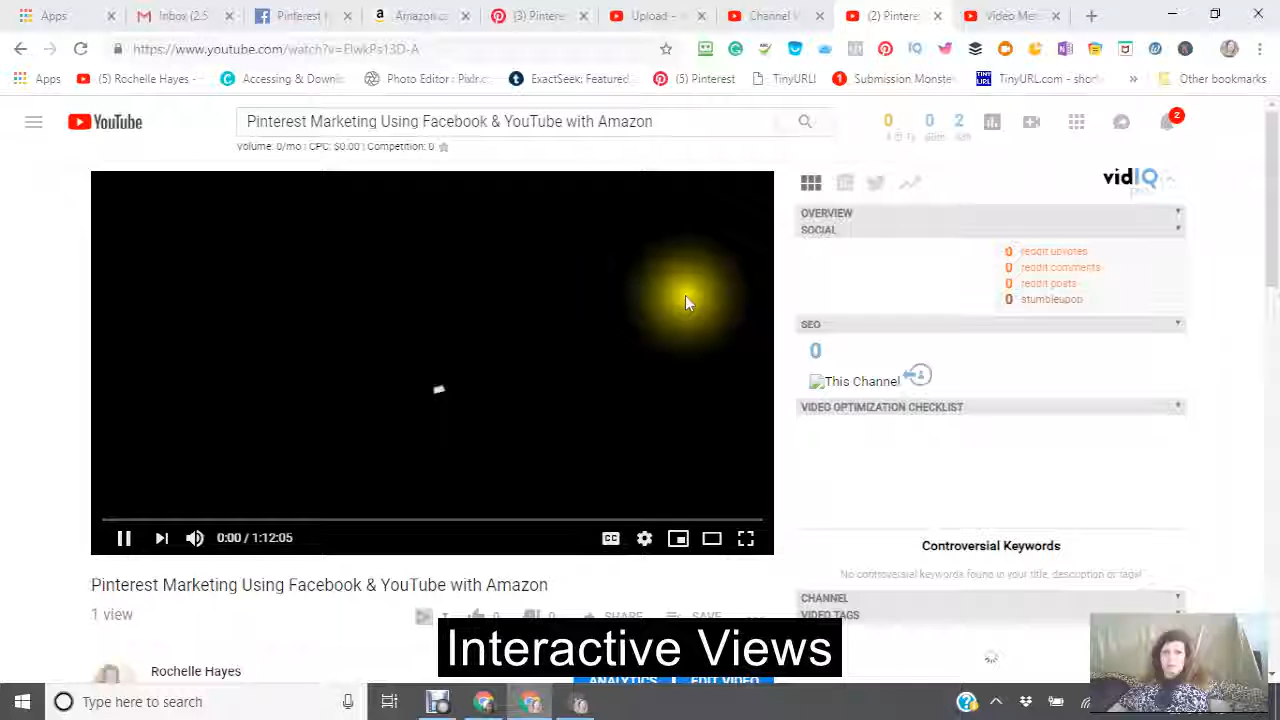 Apps
Inbox (2.5
Pinterest
Amazon.c
(3) Pintere
Upload -
Channel
(2) Pintere
Video Me
https://www.youtube.com/watch?v=ElwkPs13D-A
Apps
(5) Rochelle Hayes -
Accessing & Downl
Photo Editor: Pixlr.c
ExactSeek: Featured
(5) Pinterest
TinyURL!
Submission Monste
TinyURL.com - sho
Other bookmarks
YouTube
Pinterest Marketing Using Facebook & YouTube with Amazon
0 0 2
2
Volume: 0/mo | CPC: $0.00 | Competition: 0
vidIQ
OVERVIEW
SOCIAL
0 reddit upvotes
0 reddit comments
0 reddit posts
0 stumbleupon
SEO
0
This Channel
VIDEO OPTIMIZATION CHECKLIST
0:00 / 1:12:05
CC
Controversial Keywords
No controversial keywords found in your title, description or tags!
Pinterest Marketing Using Facebook & YouTube with Amazon
CHANNEL
VIDEO TAGS
1 view
0
0
SHARE
SAVE
Interactive Views
Rochelle Hayes
ANALYTICS
EDIT VIDEO
Type here to search